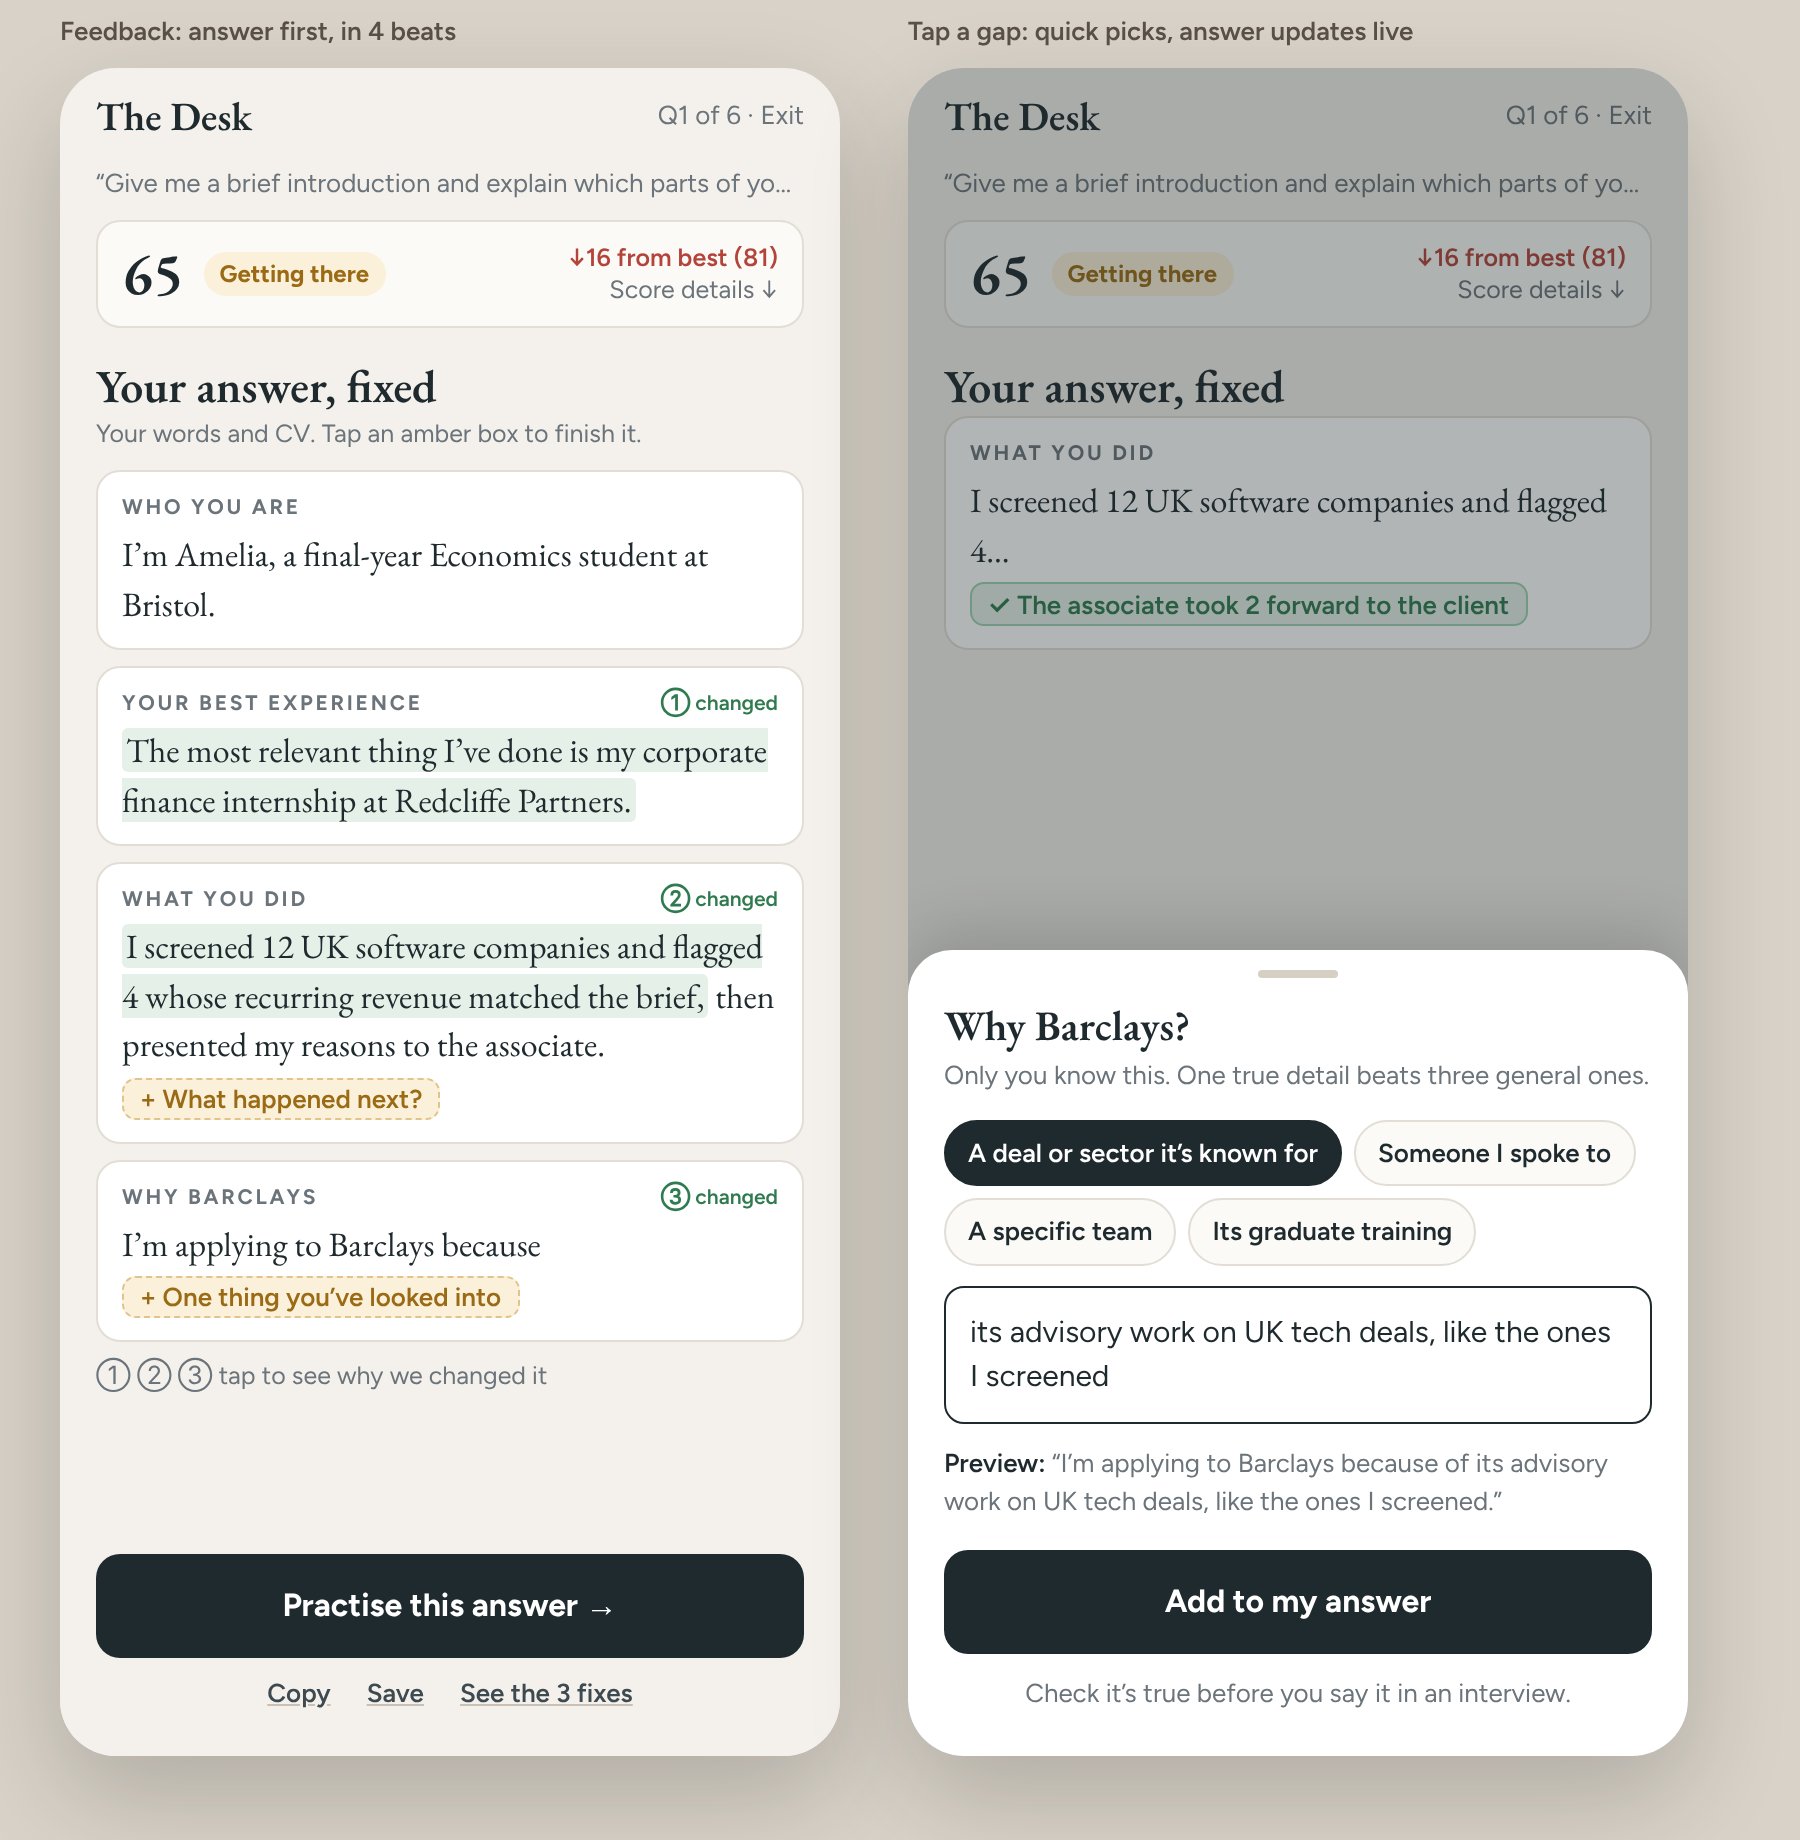 Feedback: answer first, in 4 beats
The Desk
Q1 of 6 · Exit
“Give me a brief introduction and explain which parts of yo...
65
Getting there
↓16 from best (81)
Score details ↓
Your answer, fixed
Your words and CV. Tap an amber box to finish it.
WHO YOU ARE
I’m Amelia, a final-year Economics student at
Bristol.
YOUR BEST EXPERIENCE
① changed
The most relevant thing I’ve done is my corporate
finance internship at Redcliffe Partners.
WHAT YOU DID
② changed
I screened 12 UK software companies and flagged
4 whose recurring revenue matched the brief, then
presented my reasons to the associate.
+ What happened next?
WHY BARCLAYS
③ changed
I’m applying to Barclays because
+ One thing you’ve looked into
① ② ③ tap to see why we changed it
Practise this answer →
Copy
Save
See the 3 fixes
Tap a gap: quick picks, answer updates live
The Desk
Q1 of 6 · Exit
“Give me a brief introduction and explain which parts of yo...
65
Getting there
↓16 from best (81)
Score details ↓
Your answer, fixed
WHAT YOU DID
I screened 12 UK software companies and flagged
4...
✓ The associate took 2 forward to the client
Why Barclays?
Only you know this. One true detail beats three general ones.
A deal or sector it’s known for
Someone I spoke to
A specific team
Its graduate training
its advisory work on UK tech deals, like the ones
I screened
Preview: “I’m applying to Barclays because of its advisory
work on UK tech deals, like the ones I screened.”
Add to my answer
Check it’s true before you say it in an interview.